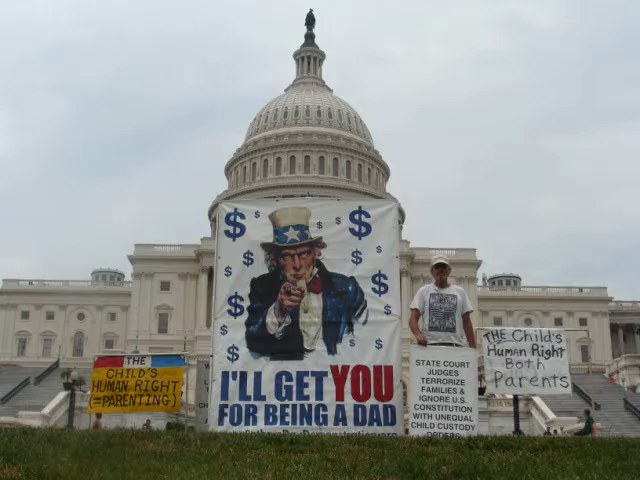 THE
CHILD'S
HUMAN RIGHT
(=PARENTING)
$ $ $ $
$ $
$ $
$ $
$ $
$ $
I'LL GET YOU
FOR BEING A DAD
STATE COURT
JUDGES
TERRORIZE
FAMILIES &
IGNORE U.S.
CONSTITUTION
WITH UNEQUAL
CHILD CUSTODY
ORDERS
THE Child's
Human Right
Both
Parents